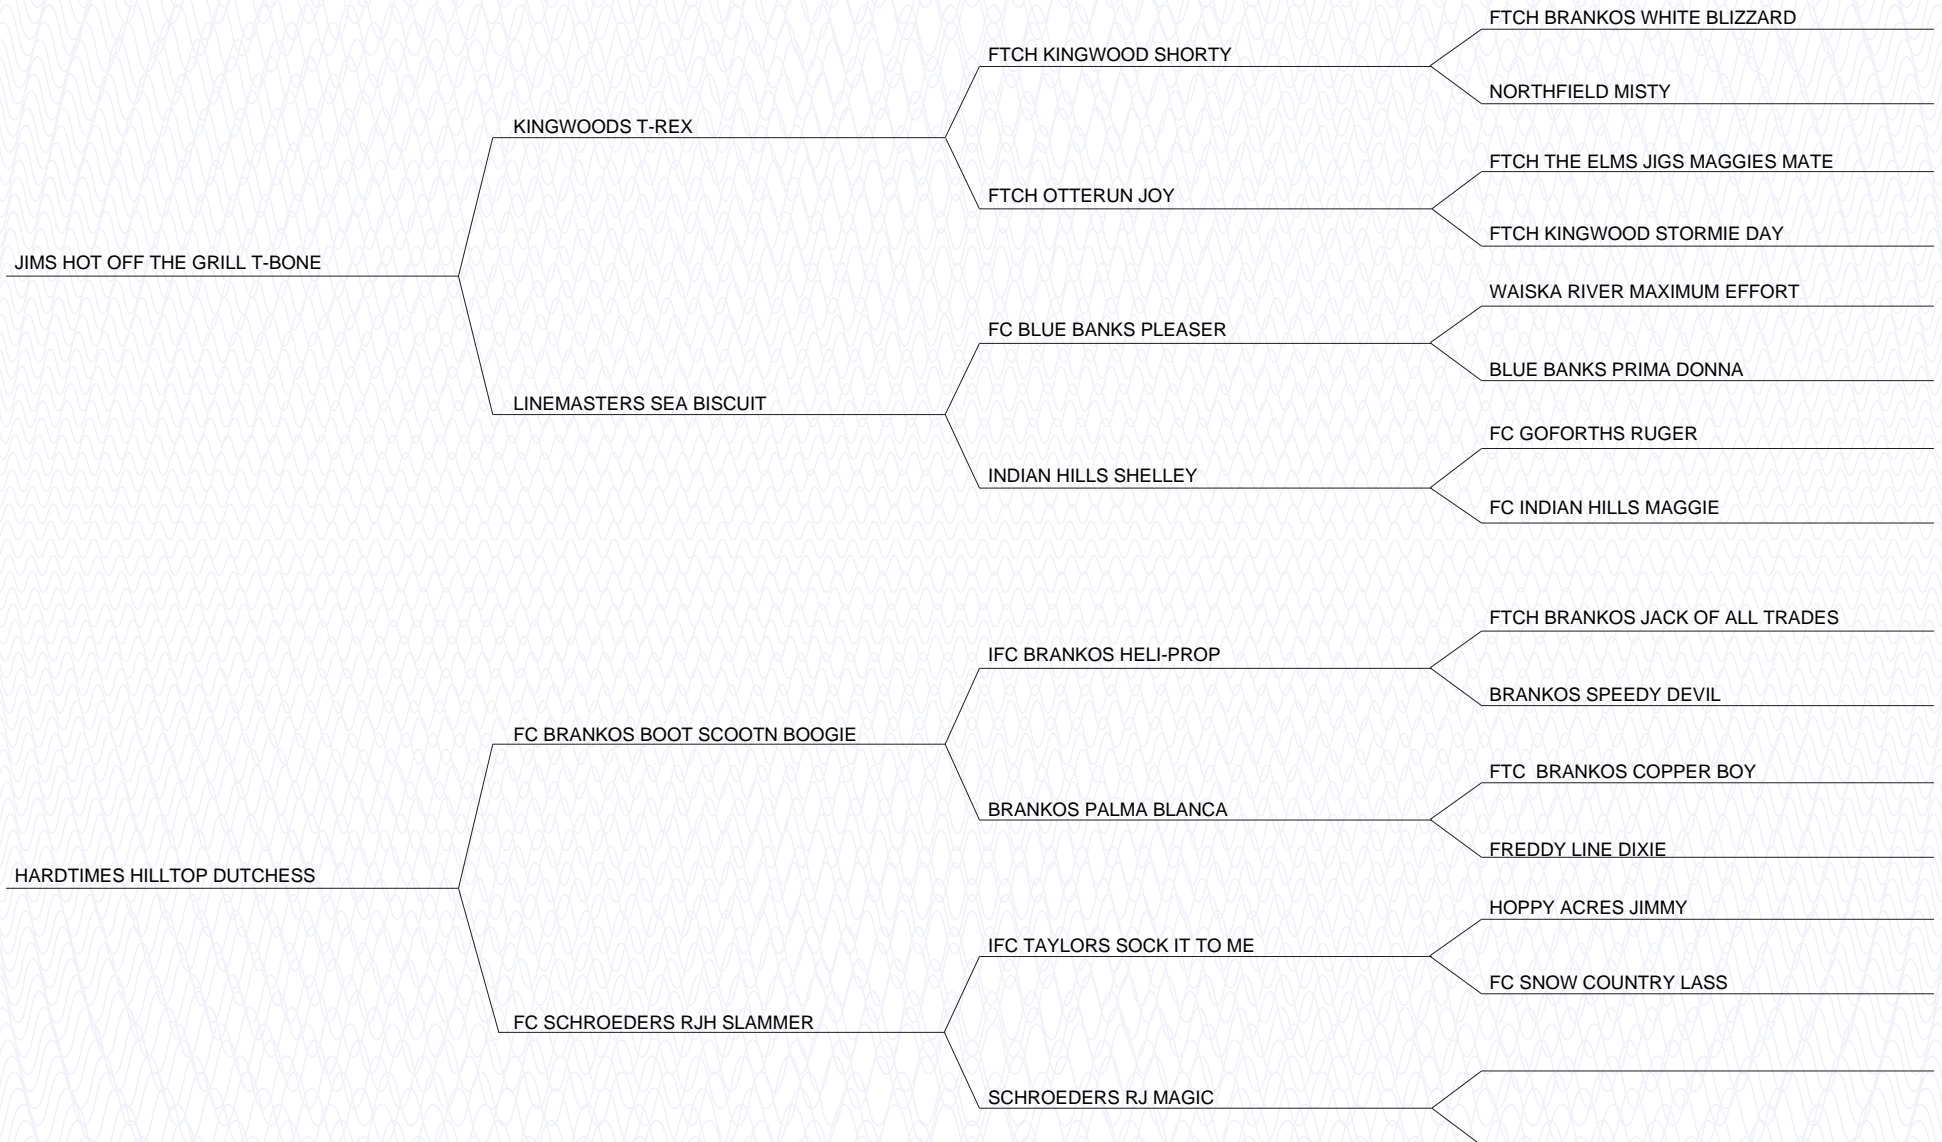 FTCH BRANKOS WHITE BLIZZARD
FTCH KINGWOOD SHORTY
NORTHFIELD MISTY
KINGWOODS T-REX
FTCH THE ELMS JIGS MAGGIES MATE
FTCH OTTERUN JOY
FTCH KINGWOOD STORMIE DAY
JIMS HOT OFF THE GRILL T-BONE
WAISKA RIVER MAXIMUM EFFORT
FC BLUE BANKS PLEASER
BLUE BANKS PRIMA DONNA
LINEMASTERS SEA BISCUIT
FC GOFORTHS RUGER
INDIAN HILLS SHELLEY
FC INDIAN HILLS MAGGIE
FTCH BRANKOS JACK OF ALL TRADES
IFC BRANKOS HELI-PROP
BRANKOS SPEEDY DEVIL
FC BRANKOS BOOT SCOOTN BOOGIE
FTC  BRANKOS COPPER BOY
BRANKOS PALMA BLANCA
FREDDY LINE DIXIE
HARDTIMES HILLTOP DUTCHESS
HOPPY ACRES JIMMY
IFC TAYLORS SOCK IT TO ME
FC SNOW COUNTRY LASS
FC SCHROEDERS RJH SLAMMER
SCHROEDERS RJ MAGIC